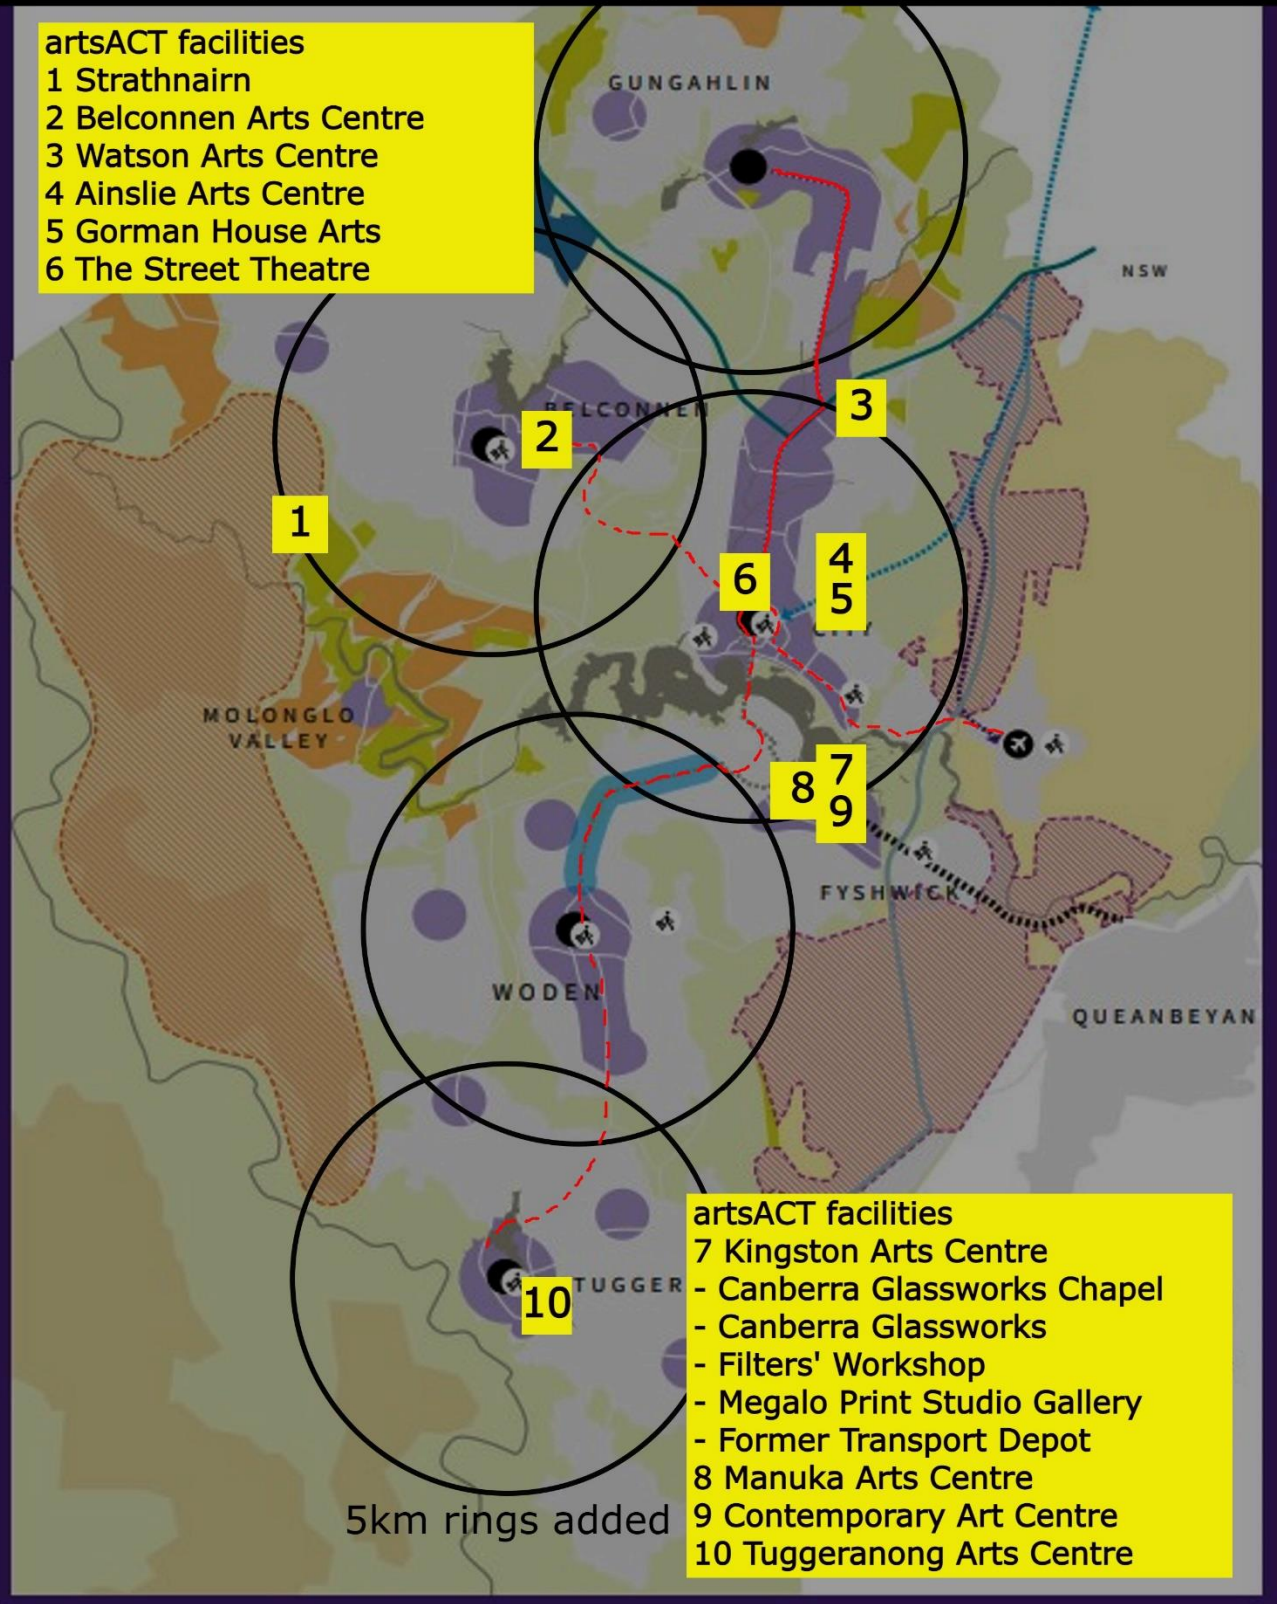 artsACT facilities
1 Strathnairn
2 Belconnen Arts Centre
3 Watson Arts Centre
4 Ainslie Arts Centre
5 Gorman House Arts
6 The Street Theatre
GUNGAHLIN
NSW
BELCONNEN
3
2
1
4
6
5
CITY
MOLONGLO
VALLEY
7
8
9
FYSHWICK
WODEN
QUEANBEYAN
TUGGER
10
artsACT facilities
7 Kingston Arts Centre
- Canberra Glassworks Chapel
- Canberra Glassworks
- Filters' Workshop
- Megalo Print Studio Gallery
- Former Transport Depot
8 Manuka Arts Centre
9 Contemporary Art Centre
10 Tuggeranong Arts Centre
5km rings added